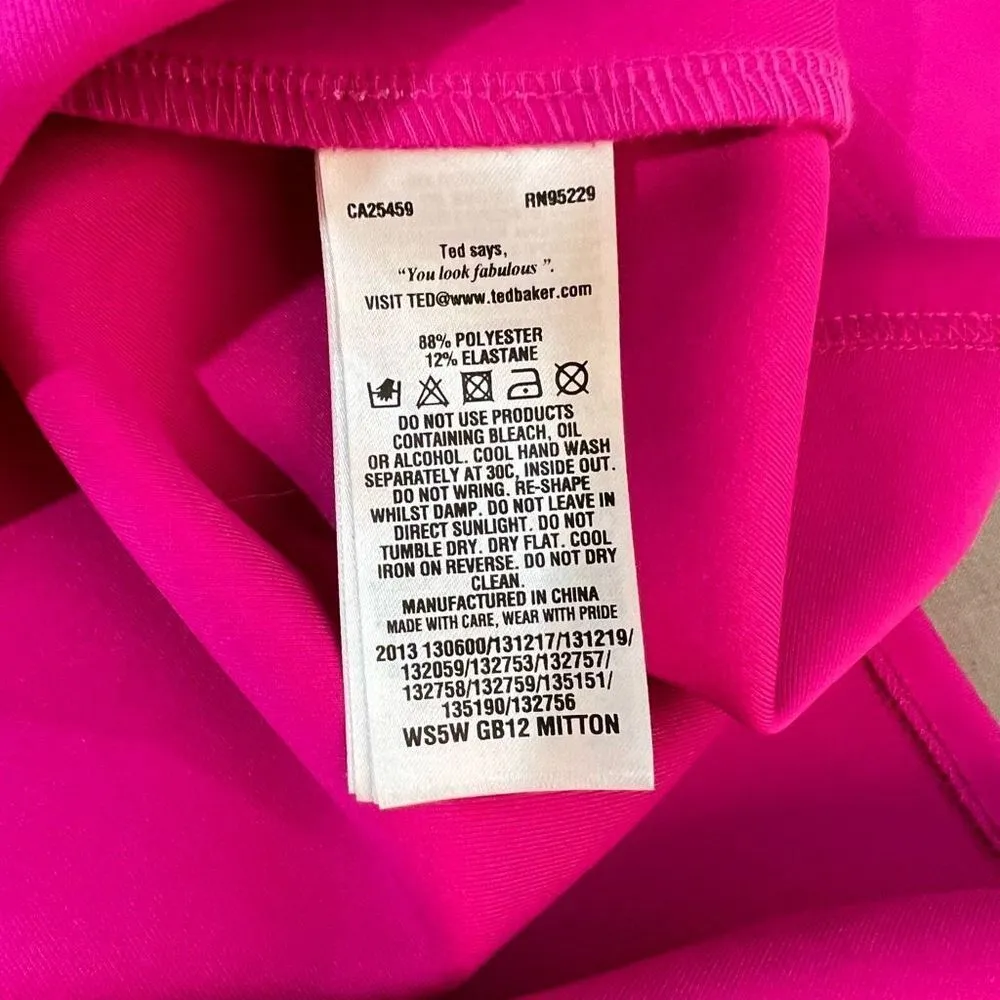 CA25459 RN95229
Ted says,
“You look fabulous ”.
VISIT TED@www.tedbaker.com
88% POLYESTER
12% ELASTANE
DO NOT USE PRODUCTS
CONTAINING BLEACH, OIL
OR ALCOHOL. COOL HAND WASH
SEPARATELY AT 30C, INSIDE OUT.
DO NOT WRING. RE-SHAPE
WHILST DAMP. DO NOT LEAVE IN
DIRECT SUNLIGHT. DO NOT
TUMBLE DRY. DRY FLAT. COOL
IRON ON REVERSE. DO NOT DRY
CLEAN.
MANUFACTURED IN CHINA
MADE WITH CARE, WEAR WITH PRIDE
2013 130600/131217/131219/
132059/132753/132757/
132758/132759/135151/
135190/132756
WS5W GB12 MITTON